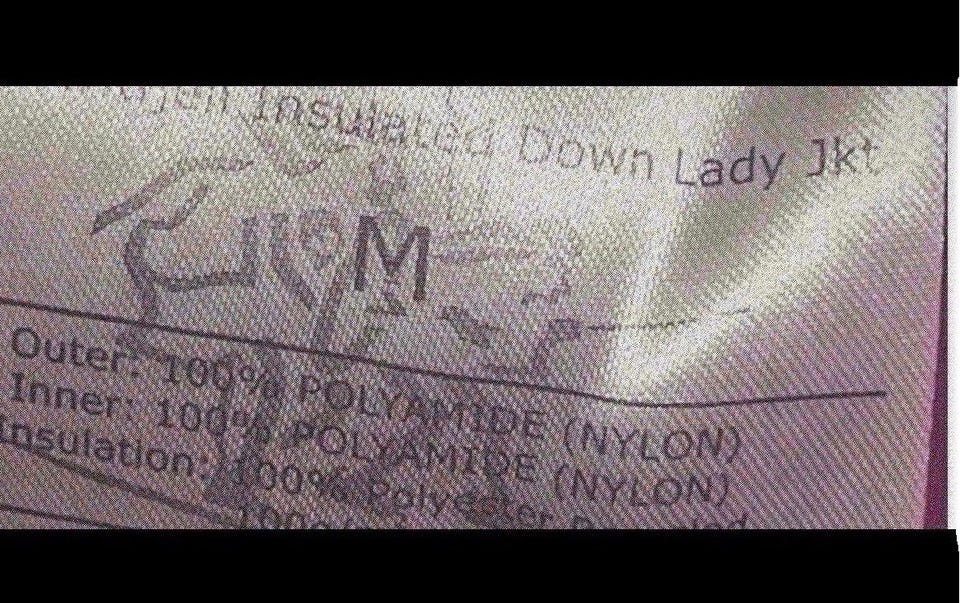 Insulated Down Lady Jkt
M
Outer: 100% POLYAMIDE (NYLON)
Inner: 100% POLYAMIDE (NYLON)
Insulation: 100% Polyester